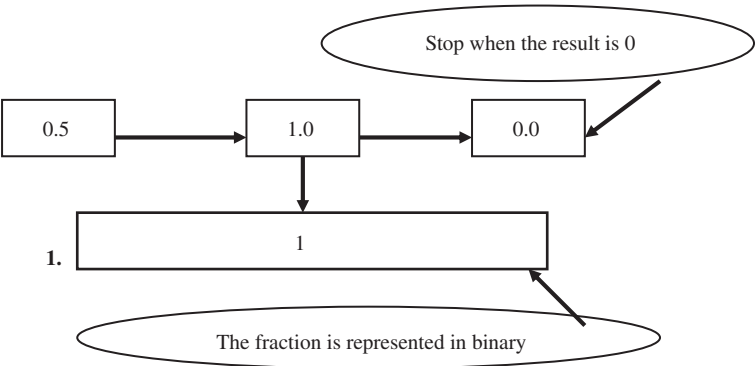 Stop when the result is 0
0.5
1.0
0.0
1.
1
The fraction is represented in binary